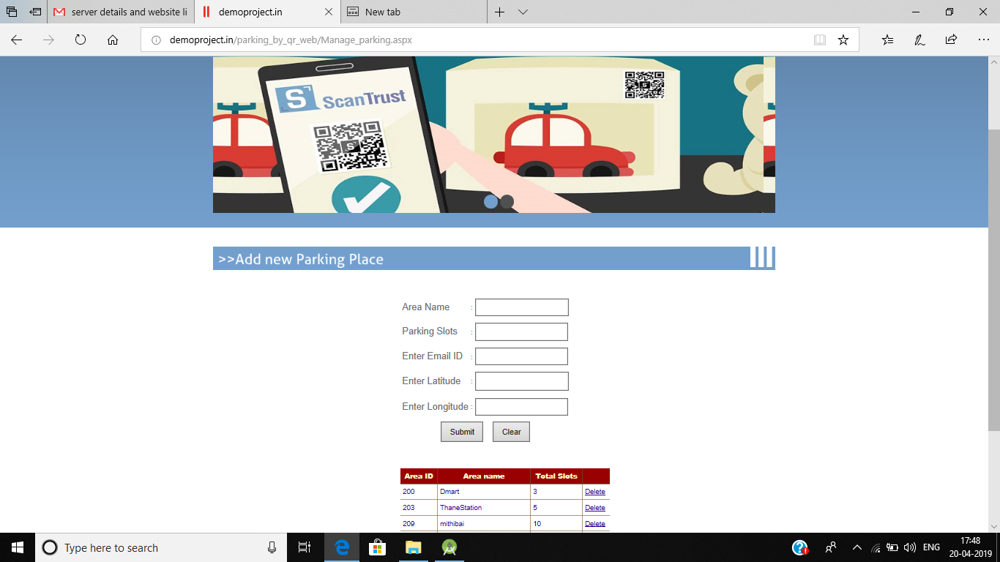 server details and website li
demoproject.in
New tab
demoproject.in/parking_by_qr_web/Manage_parking.aspx
S ScanTrust
>>Add new Parking Place
Area Name :
Parking Slots :
Enter Email ID :
Enter Latitude :
Enter Longitude :
Submit Clear
Area ID Area name Total Slots
200 Dmart 3 Delete
203 ThaneStation 5 Delete
209 mithibai 10 Delete
Type here to search
ENG
17:48
20-04-2019